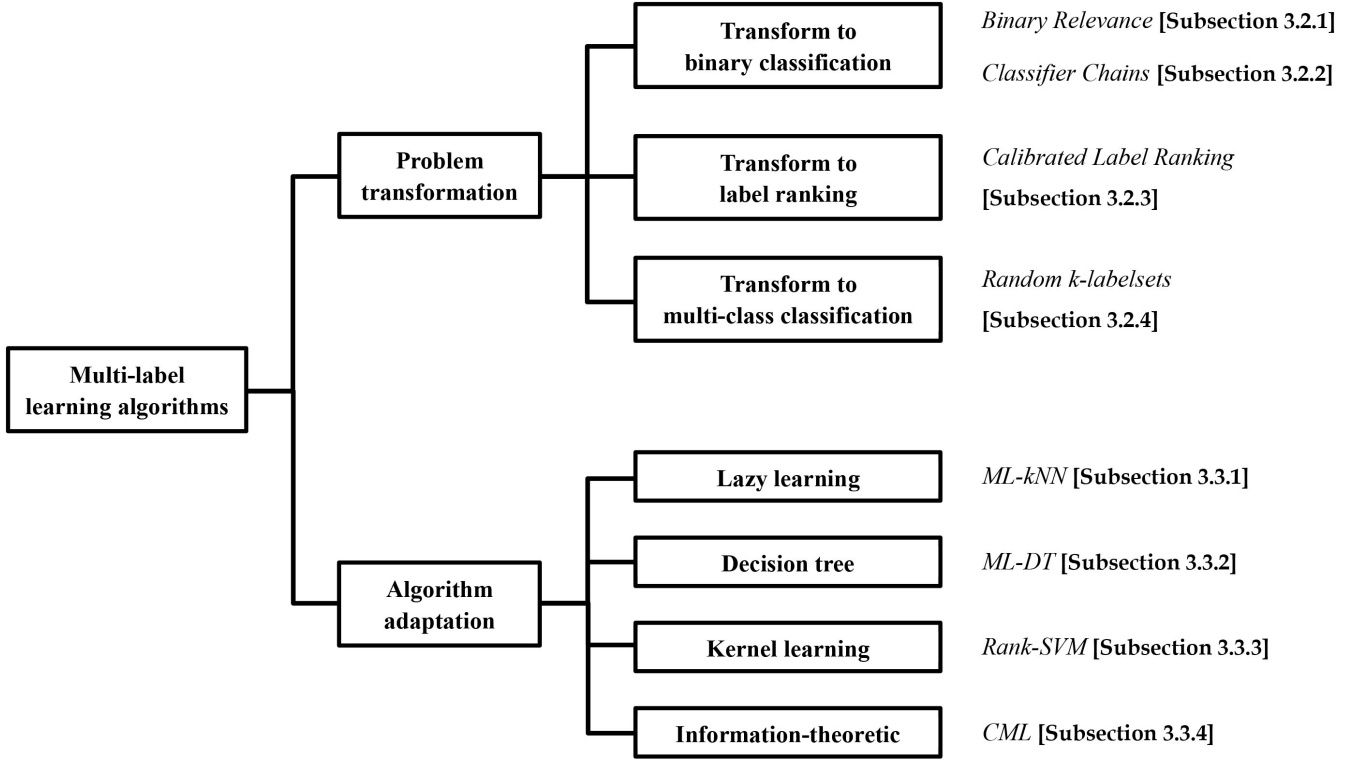 Multi-label
learning algorithms
Problem
transformation
Transform to
binary classification
Binary Relevance [Subsection 3.2.1]
Classifier Chains [Subsection 3.2.2]
Transform to
label ranking
Calibrated Label Ranking
[Subsection 3.2.3]
Transform to
multi-class classification
Random k-labelsets
[Subsection 3.2.4]
Algorithm
adaptation
Lazy learning
ML-kNN [Subsection 3.3.1]
Decision tree
ML-DT [Subsection 3.3.2]
Kernel learning
Rank-SVM [Subsection 3.3.3]
Information-theoretic
CML [Subsection 3.3.4]